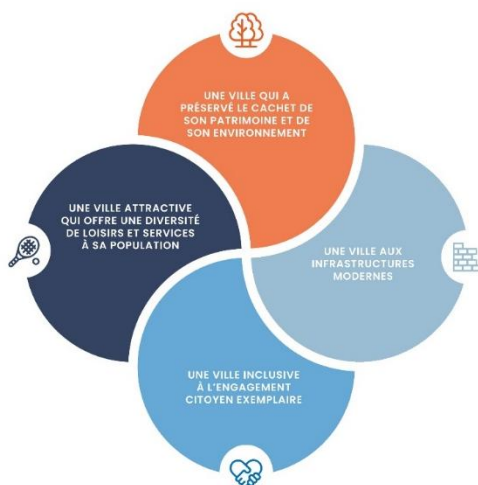 UNE VILLE QUI A
PRÉSERVÉ LE CACHET DE
SON PATRIMOINE ET DE
SON ENVIRONNEMENT
UNE VILLE ATTRACTIVE
QUI OFFRE UNE DIVERSITÉ
DE LOISIRS ET SERVICES
À SA POPULATION
UNE VILLE AUX
INFRASTRUCTURES
MODERNES
UNE VILLE INCLUSIVE
À L'ENGAGEMENT
CITOYEN EXEMPLAIRE